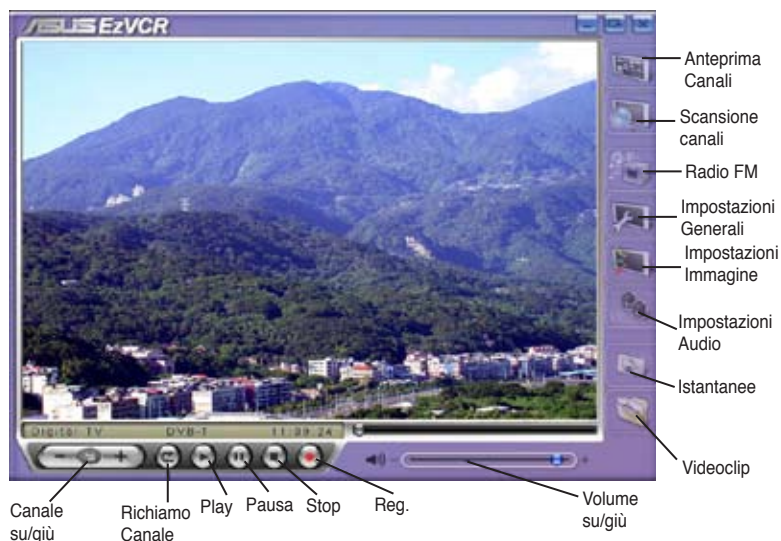 ASUS EzVCR
Anteprima
Canali
Scansione
canali
Radio FM
Impostazioni
Generali
Impostazioni
Immagine
Impostazioni
Audio
Istantanee
Videoclip
Digital TV DVB-T 11:09:24
Canale
su/giù
Richiamo
Canale
Play
Pausa
Stop
Reg.
Volume
su/giù